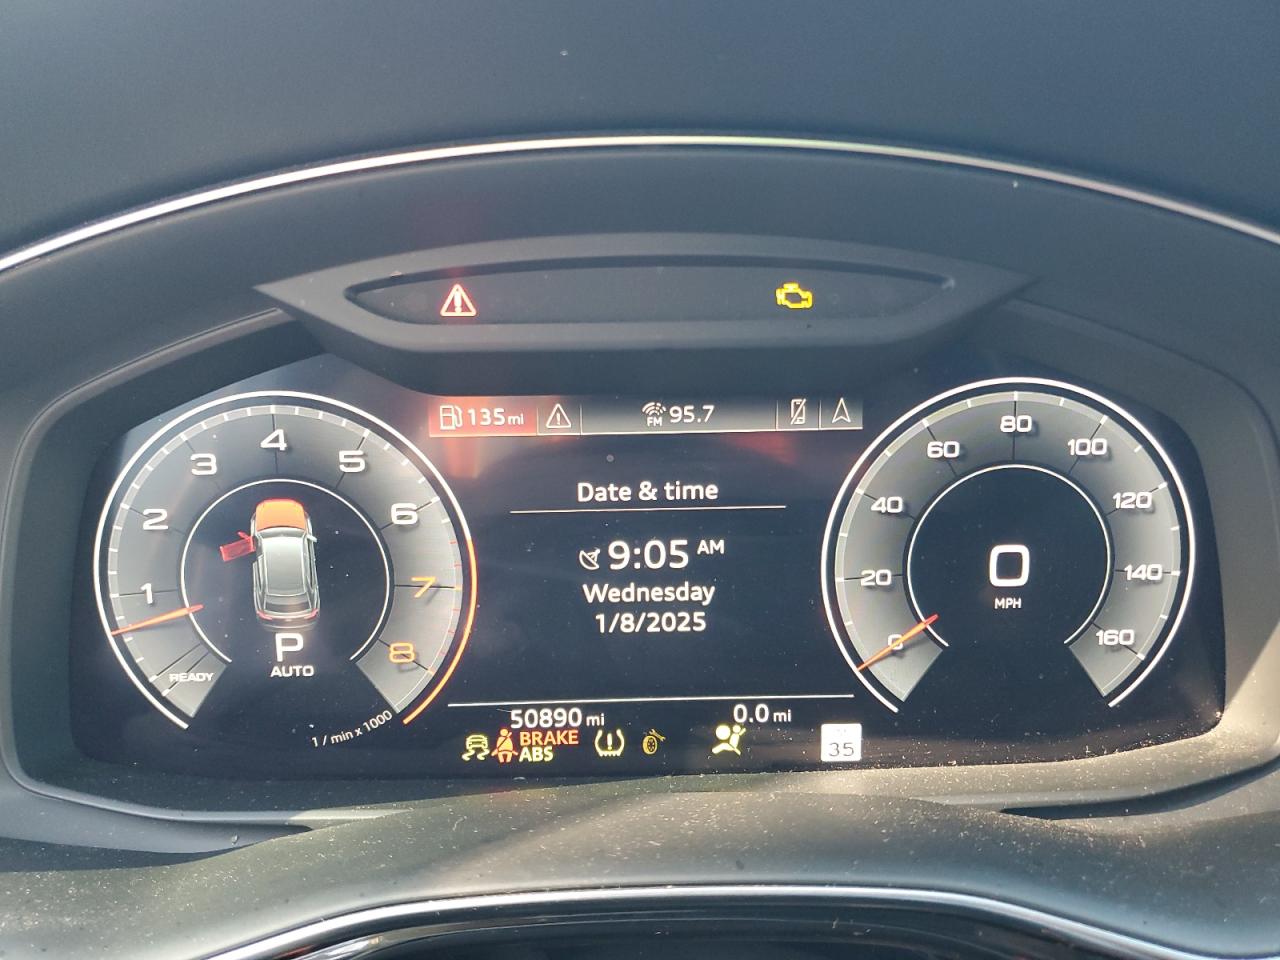 135 mi
FM 95.7
Date & time
9:05 AM
Wednesday
1/8/2025
1
2
3
4
5
6
7
8
READY
P
AUTO
1 / min x 1000
0
20
40
60
80
100
120
140
160
0
MPH
50890 mi
0.0 mi
BRAKE
ABS
35